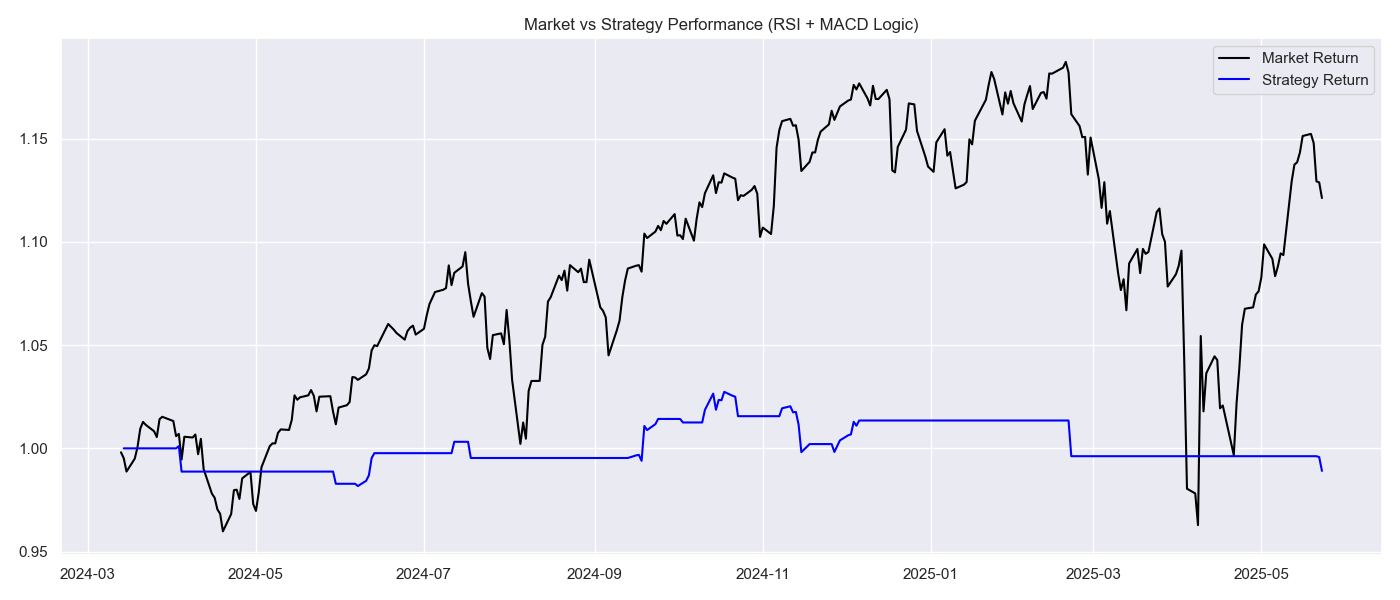 Market vs Strategy Performance (RSI + MACD Logic)
Market Return
Strategy Return
1.15
1.10
1.05
1.00
0.95
2024-03 2024-05 2024-07 2024-09 2024-11 2025-01 2025-03 2025-05